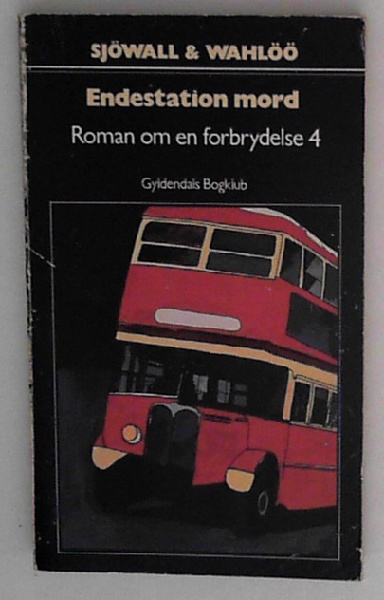 SJÖWALL & WAHLÖÖ
Endestation mord
Roman om en forbrydelse 4
Gyldendals Bogklub